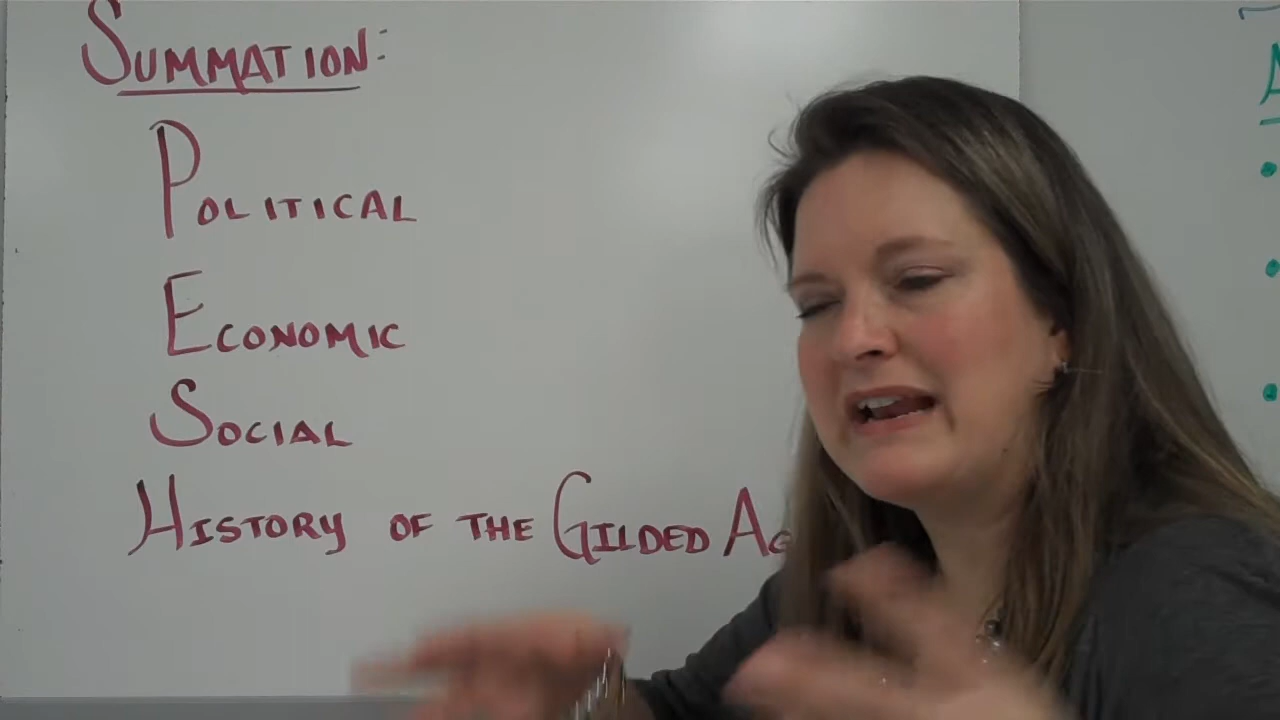 SUMMATION:
POLITICAL
ECONOMIC
SOCIAL
HISTORY OF THE GILDED